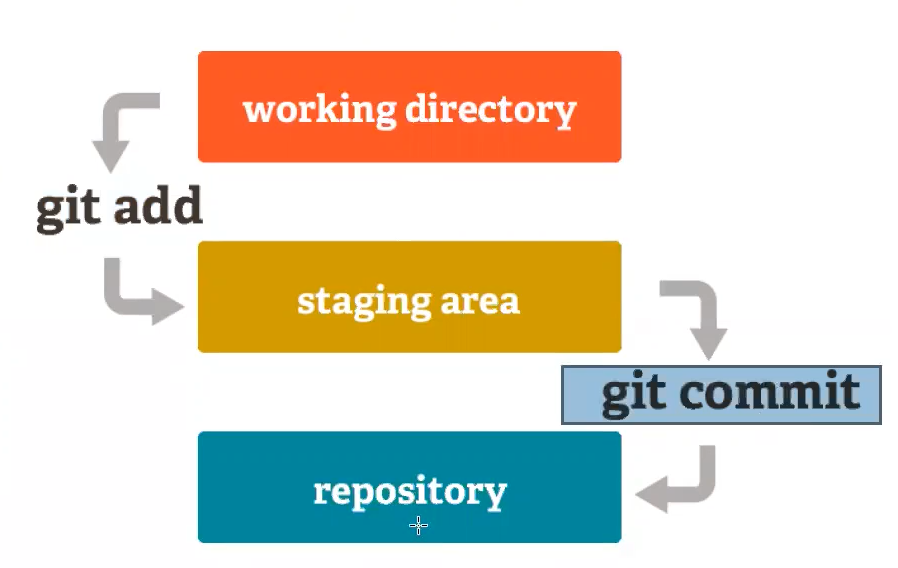 working directory
git add
staging area
git commit
repository